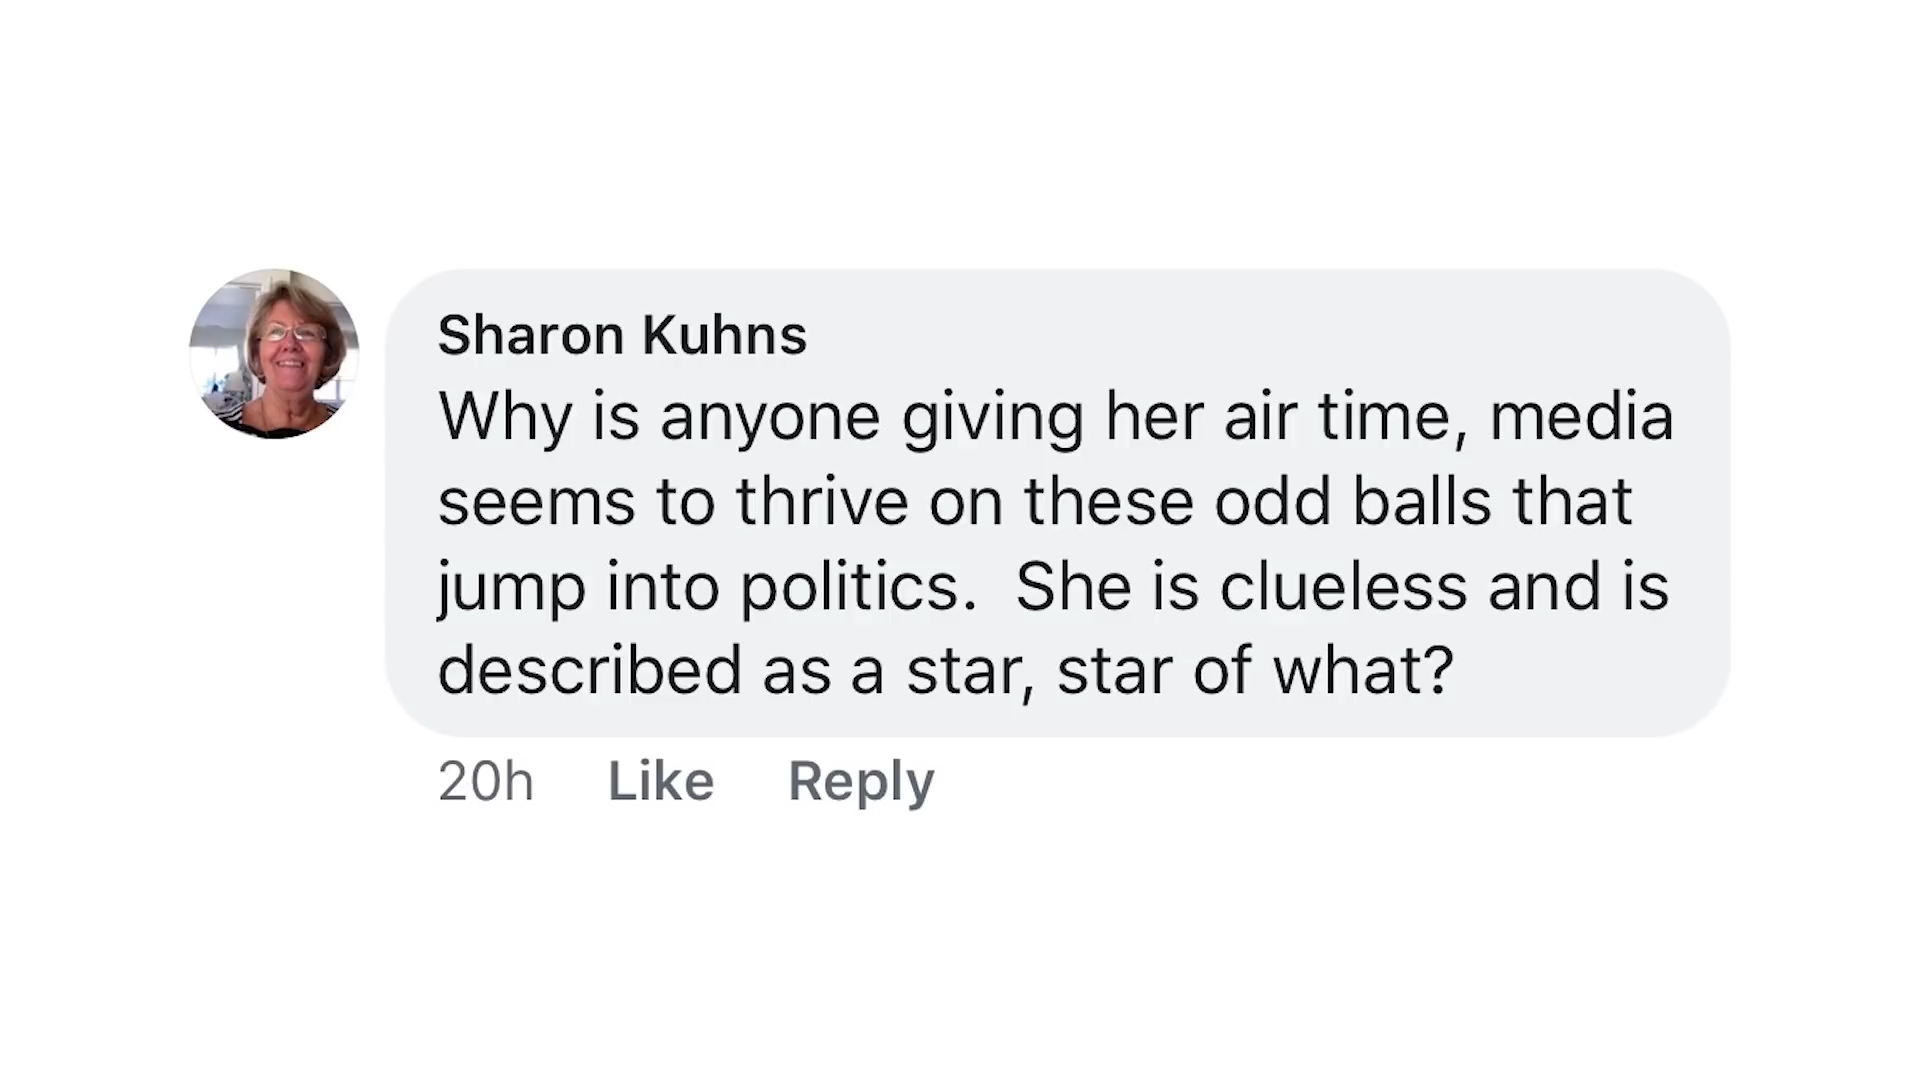 Sharon Kuhns
Why is anyone giving her air time, media
seems to thrive on these odd balls that
jump into politics.  She is clueless and is
described as a star, star of what?
20h Like Reply